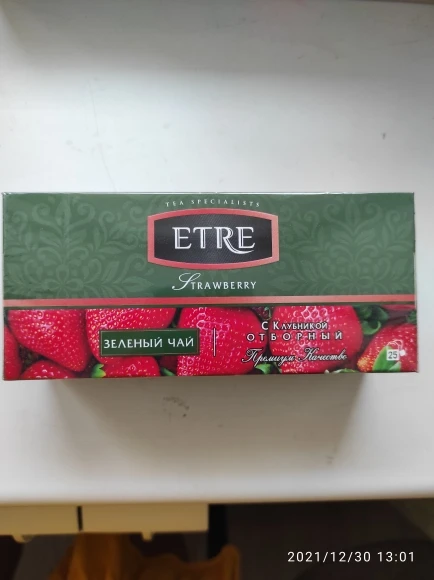 TEA SPECIALISTS
ETRE
STRAWBERRY
ЗЕЛЕНЫЙ ЧАЙ
С КЛУБНИКОЙ
ОТБОРНЫЙ
Премиум-Качество
25
2021/12/30 13:01